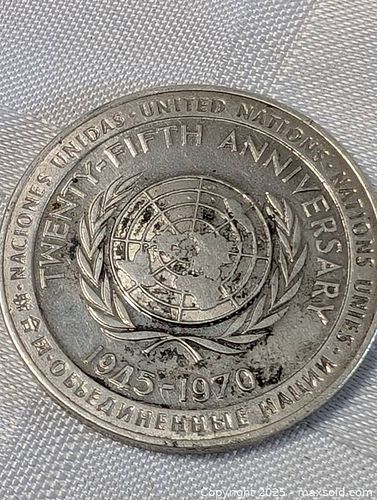 NACIONES UNIDAS · UNITED NATIONS · NATIONS UNIES · ОБЪЕДИНЕННЫЕ НАЦИИ ·
TWENTY-FIFTH ANNIVERSARY
1945-1970
Copyright 2025 - maxsold.com